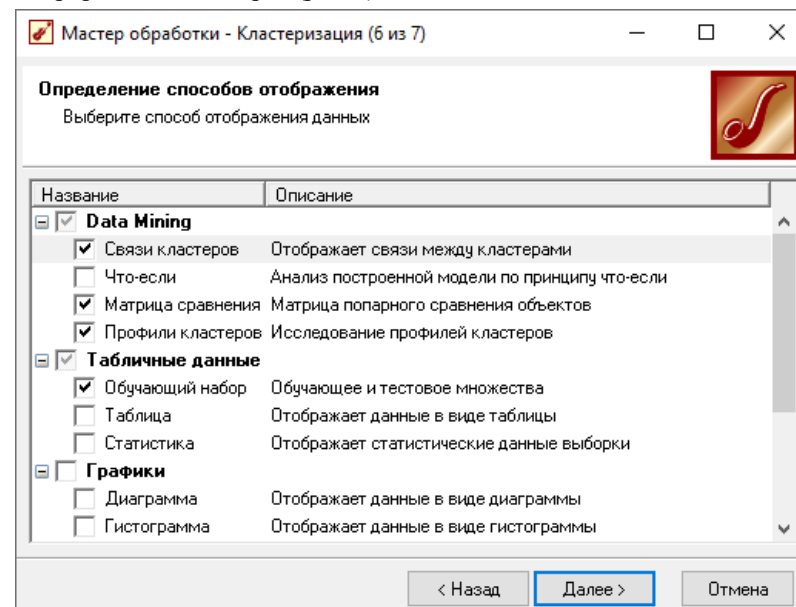 Мастер обработки - Кластеризация (6 из 7)
Определение способов отображения
Выберите способ отображения данных
Название Описание
Data Mining
Связи кластеров Отображает связи между кластерами
Что-если Анализ построенной модели по принципу что-если
Матрица сравнения Матрица попарного сравнения объектов
Профили кластеров Исследование профилей кластеров
Табличные данные
Обучающий набор Обучающее и тестовое множества
Таблица Отображает данные в виде таблицы
Статистика Отображает статистические данные выборки
Графики
Диаграмма Отображает данные в виде диаграммы
Гистограмма Отображает данные в виде гистограммы
< Назад Далее > Отмена